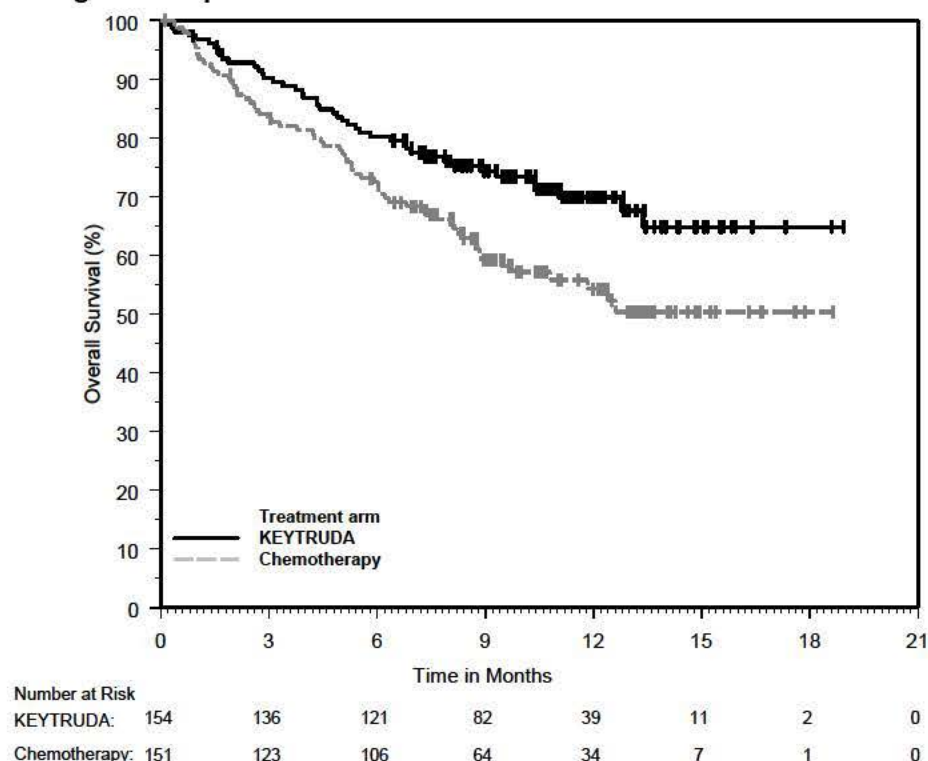 100
90
80
70
60
50
40
30
20
10
0
Overall Survival (%)
Treatment arm
KEYTRUDA
Chemotherapy
0 3 6 9 12 15 18 21
Time in Months
Number at Risk
KEYTRUDA: 154 136 121 82 39 11 2 0
Chemotherapy: 151 123 106 64 34 7 1 0